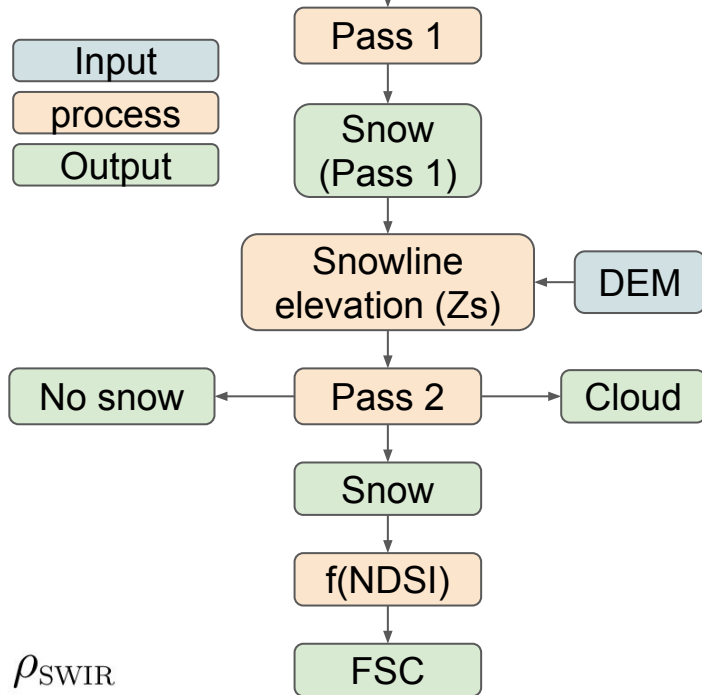 Pass 1
Input
process
Output
Snow
(Pass 1)
Snowline
elevation (Zs)
DEM
No snow
Pass 2
Cloud
Snow
f(NDSI)
FSC
ρSWIR